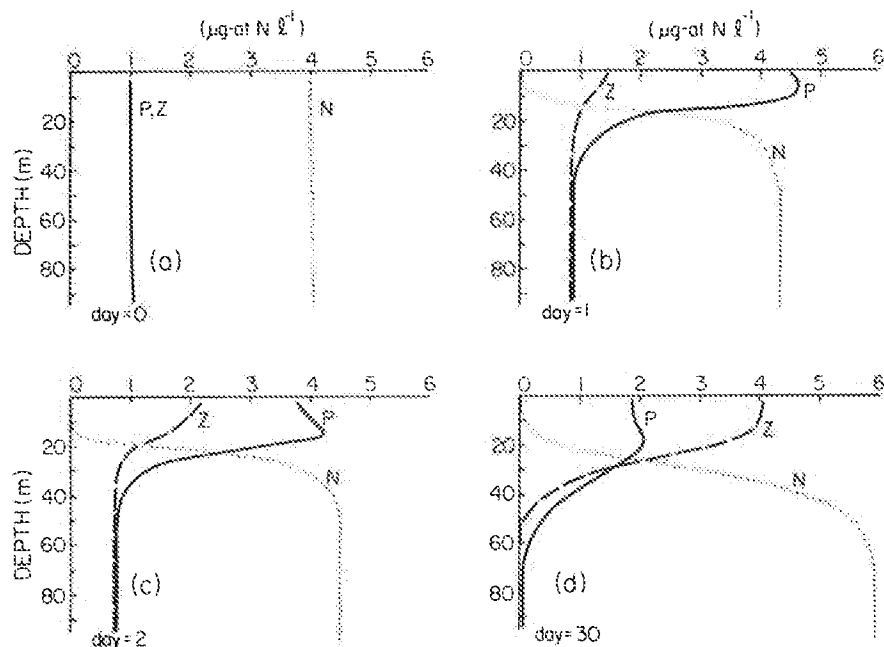 (μg-at N ℓ⁻¹)
(μg-at N ℓ⁻¹)
0 1 2 3 4 5 6
0 1 2 3 4 5 6
DEPTH (m)
20
40
60
80
P,Z
N
(a)
day=0
20
40
60
80
Z
P
N
(b)
day=1
0 1 2 3 4 5 6
0 1 2 3 4 5 6
DEPTH (m)
20
40
60
80
Z
P
N
(c)
day=2
20
40
60
80
P
Z
N
(d)
day=30